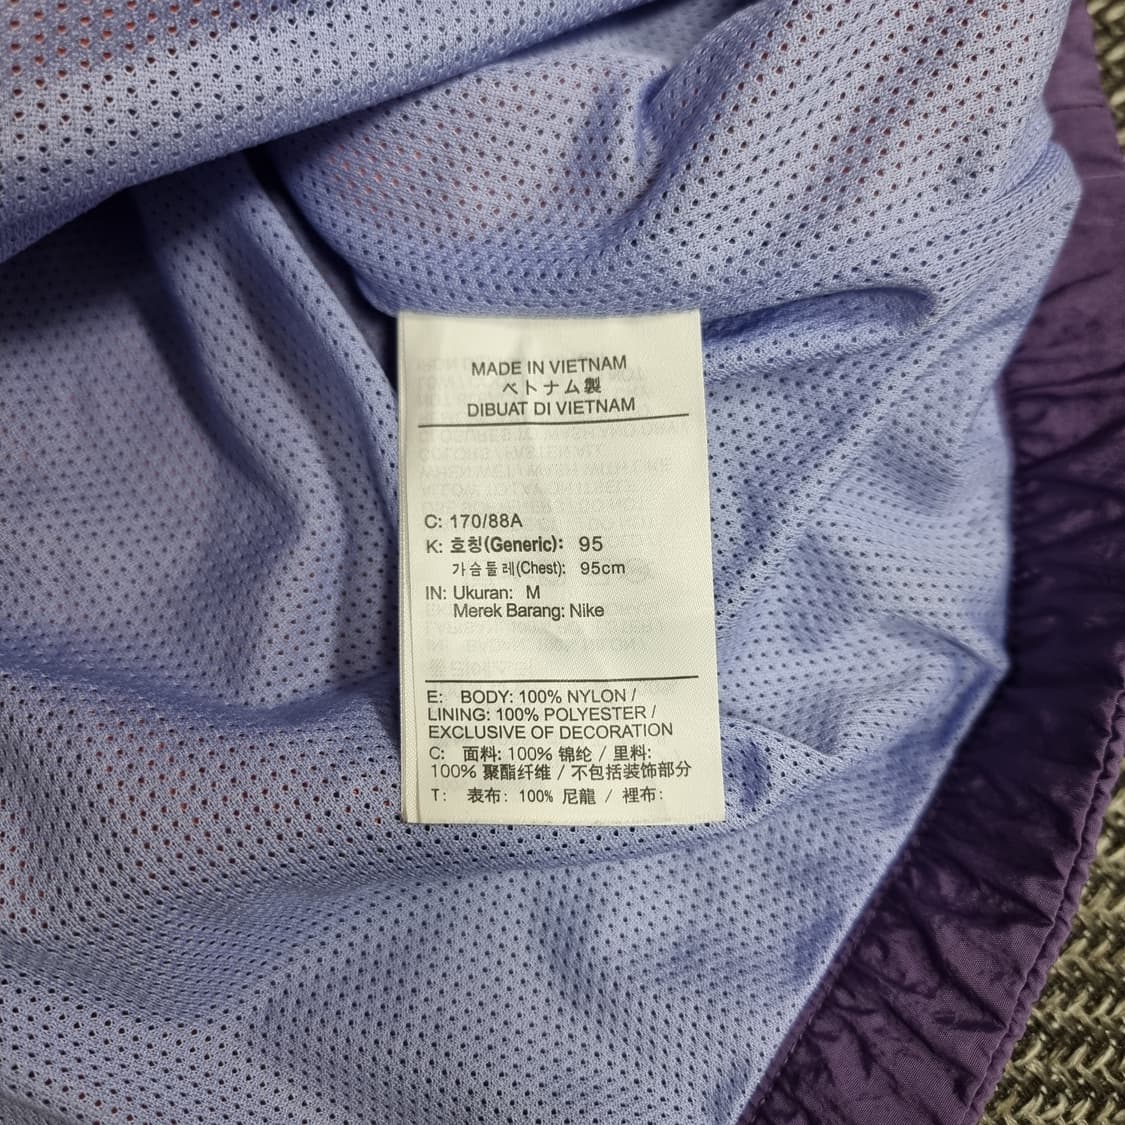 MADE IN VIETNAM
ベトナム製
DIBUAT DI VIETNAM
C: 170/88A
K: 호칭(Generic): 95
가슴둘레(Chest): 95cm
IN: Ukuran: M
Merek Barang: Nike
E: BODY: 100% NYLON /
LINING: 100% POLYESTER /
EXCLUSIVE OF DECORATION
C: 面料: 100% 锦纶 / 里料:
100% 聚酯纤维 / 不包括装饰部分
T: 表布: 100% 尼龍 / 裡布: